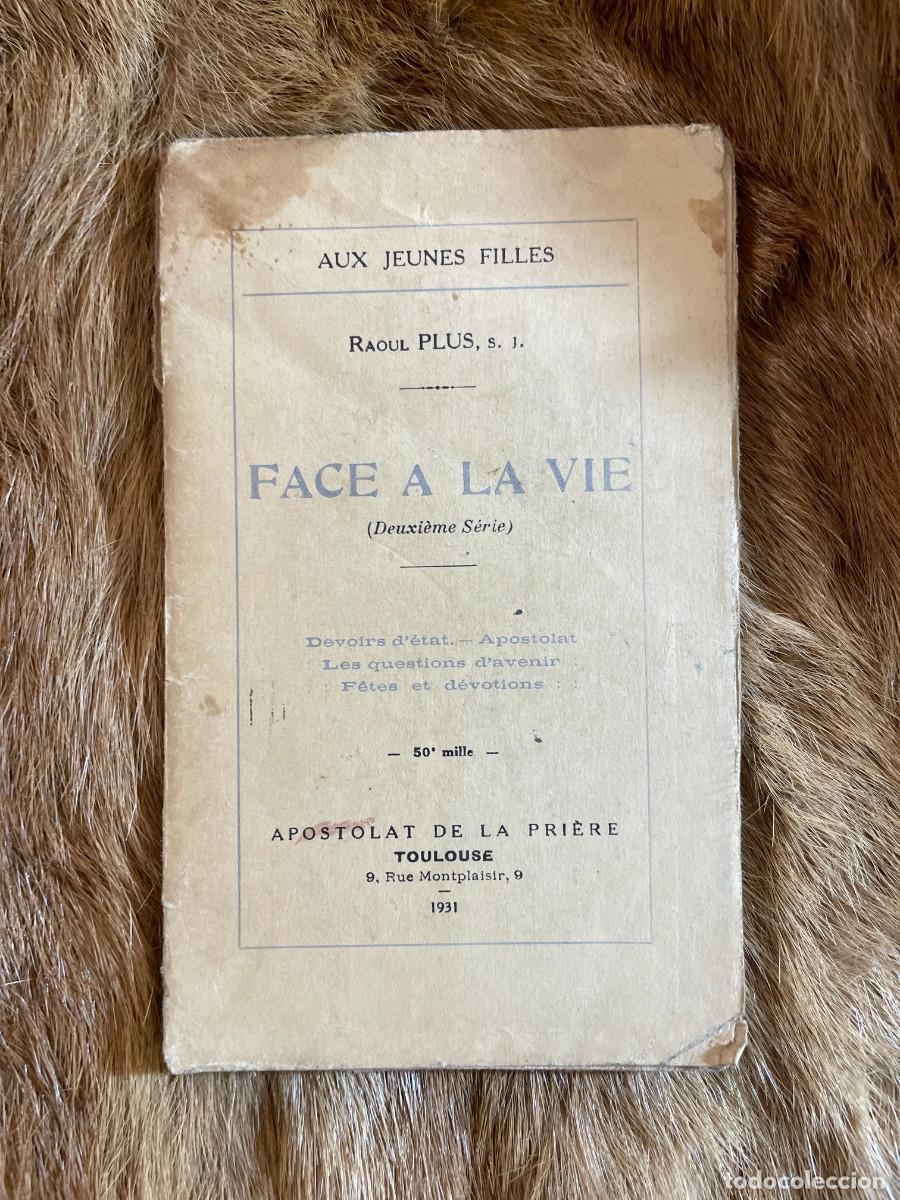 AUX JEUNES FILLES
RAOUL PLUS, S. J.
FACE A LA VIE
(Deuxième Série)
Devoirs d'état. — Apostolat
Les questions d'avenir :
: Fêtes et dévotions : :
— 50e mille —
APOSTOLAT DE LA PRIÈRE
TOULOUSE
9, Rue Montplaisir, 9
1931
todocoleccion